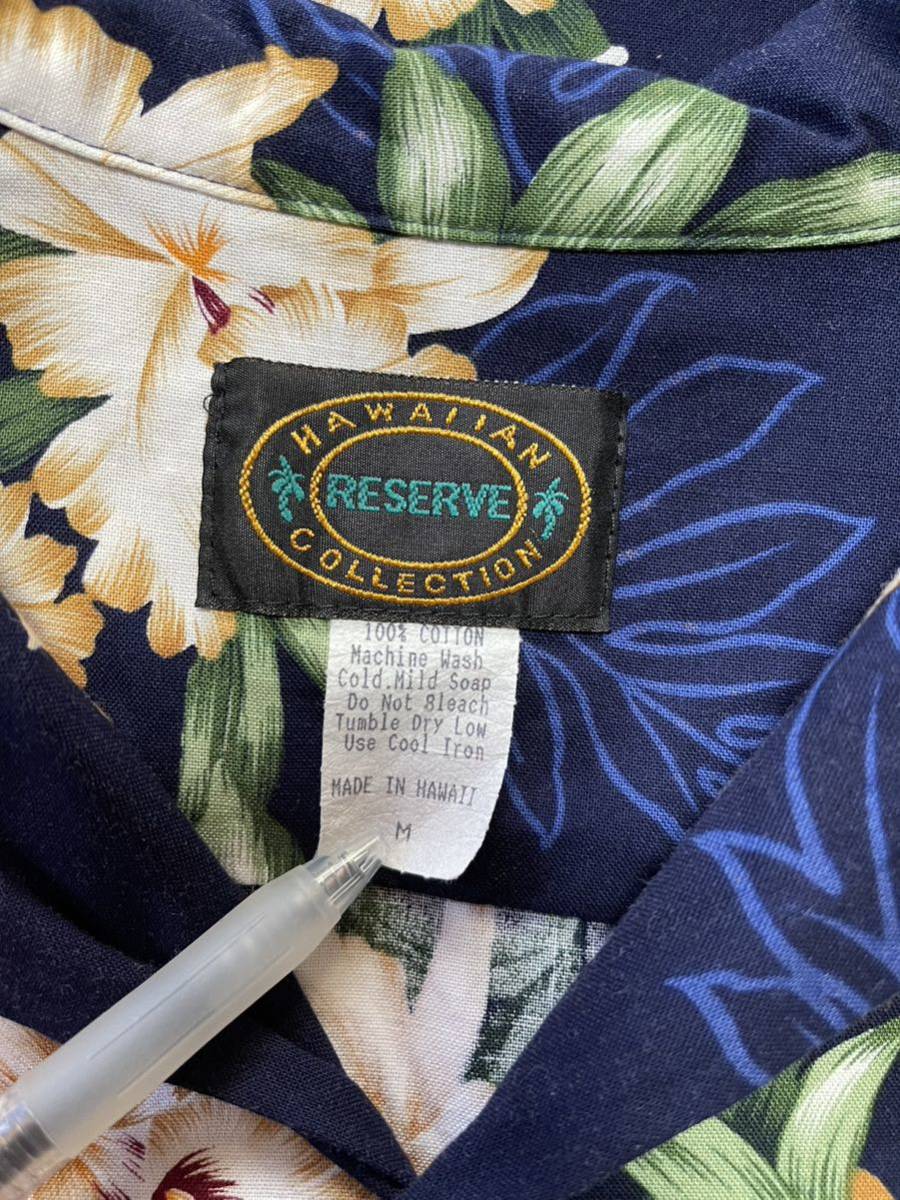 HAWAIIAN
RESERVE
COLLECTION
100% COTTON
Machine Wash
Cold.Mild Soap
Do Not Bleach
Tumble Dry Low
Use Cool Iron
MADE IN HAWAII
M